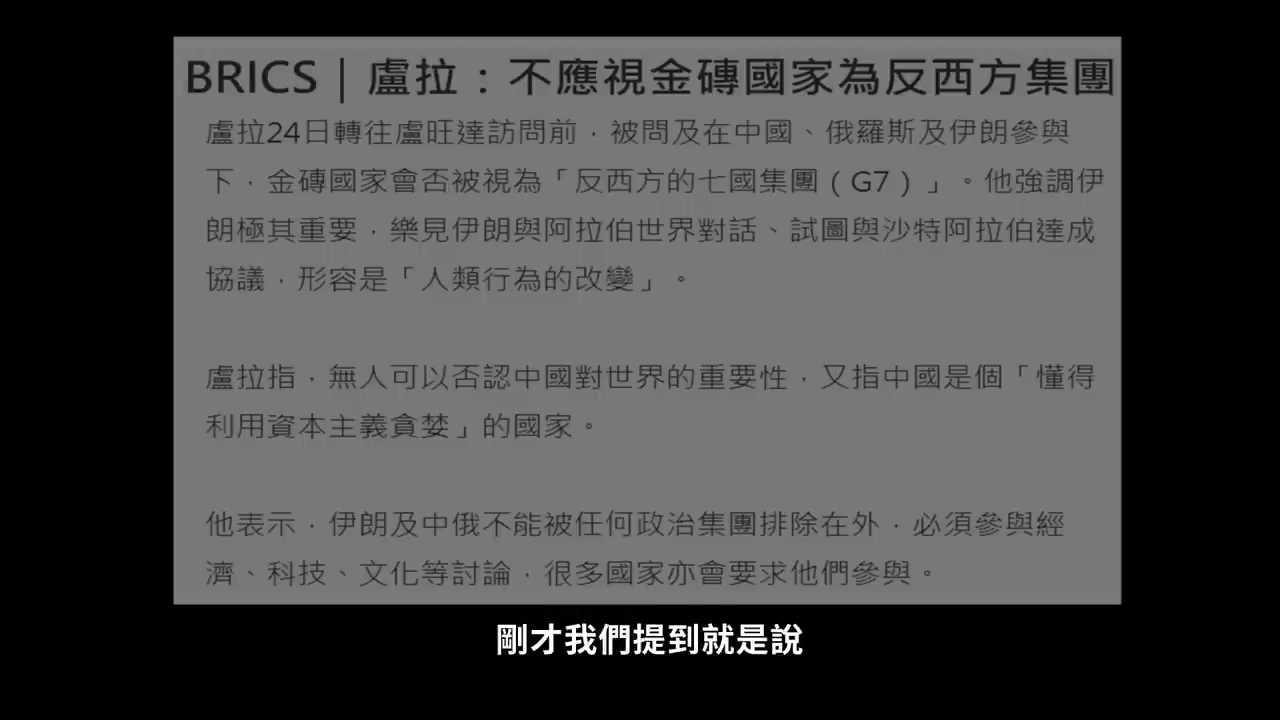 BRICS｜盧拉：不應視金磚國家為反西方集團
盧拉24日轉往盧旺達訪問前，被問及在中國、俄羅斯及伊朗參與
下，金磚國家會否被視為「反西方的七國集團（G7）」。他強調伊
朗極其重要，樂見伊朗與阿拉伯世界對話、試圖與沙特阿拉伯達成
協議，形容是「人類行為的改變」。
盧拉指，無人可以否認中國對世界的重要性，又指中國是個「懂得
利用資本主義貪婪」的國家。
他表示，伊朗及中俄不能被任何政治集團排除在外，必須參與經
濟、科技、文化等討論，很多國家亦會要求他們參與。
剛才我們提到就是說